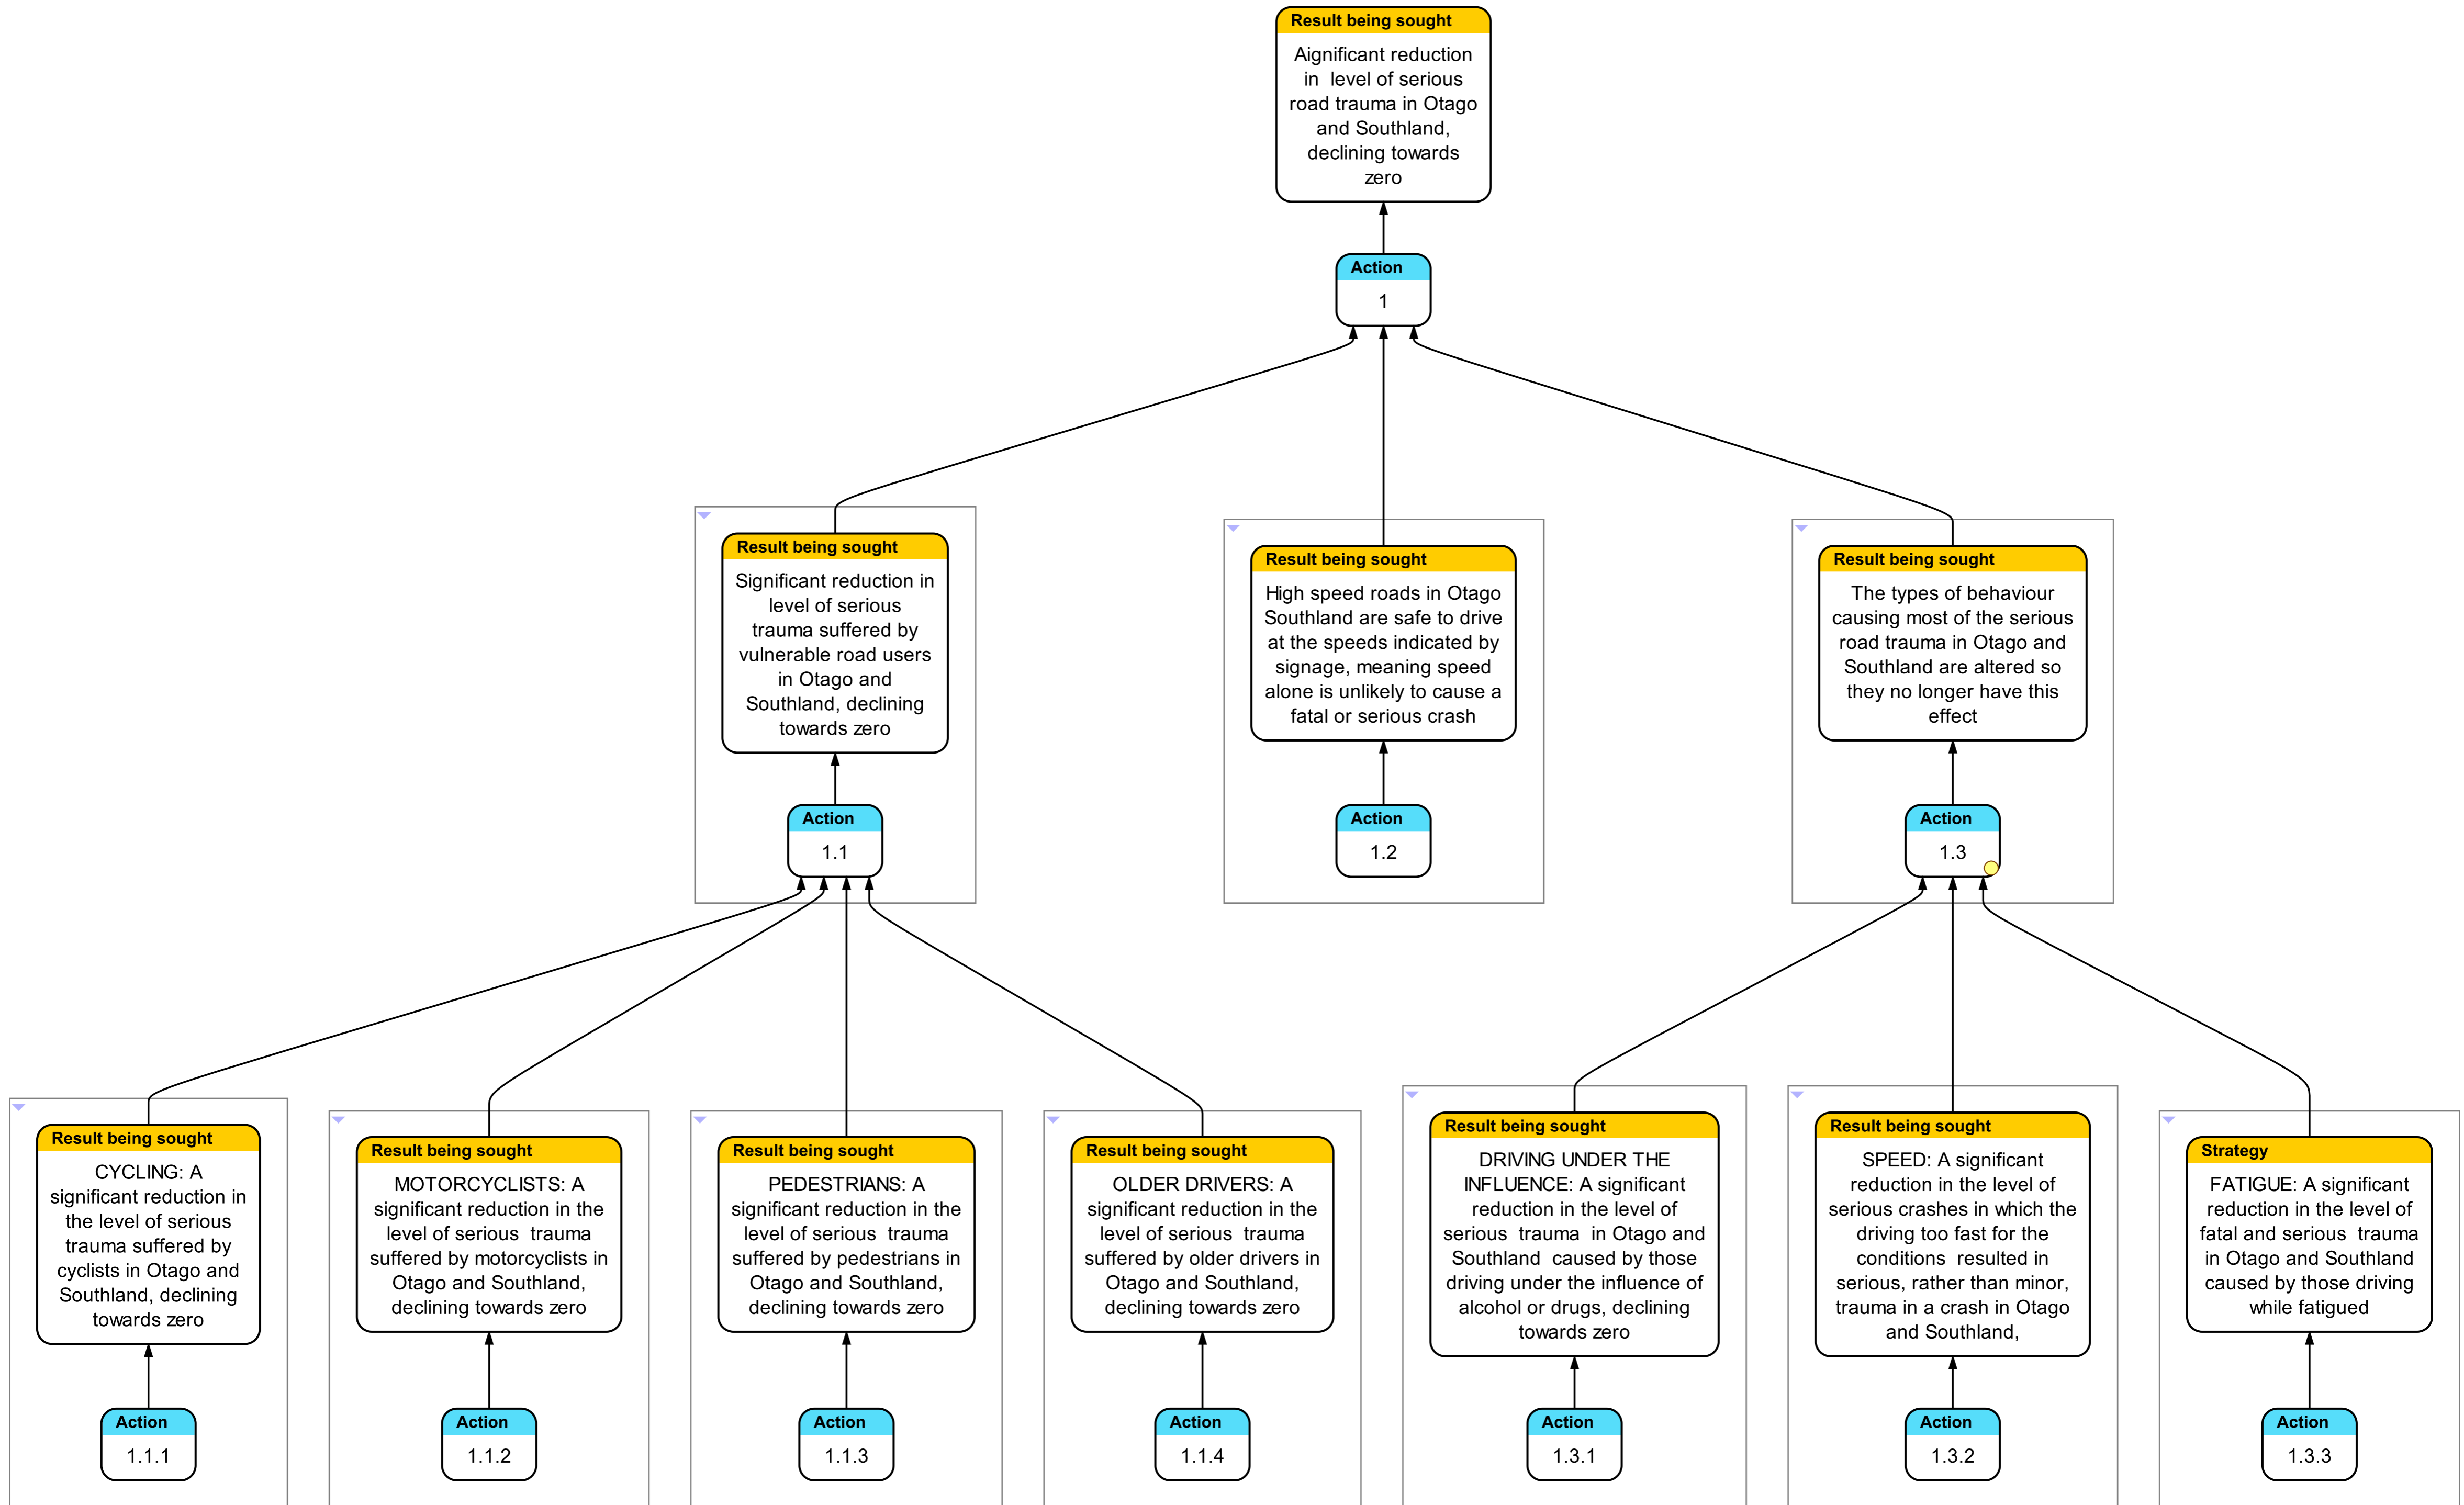 Result being sought
Aignificant reduction
in  level of serious
road trauma in Otago
and Southland,
declining towards
zero
Action
1
Result being sought
Significant reduction in
level of serious
trauma suffered by
vulnerable road users
in Otago and
Southland, declining
towards zero
Action
1.1
Result being sought
High speed roads in Otago
Southland are safe to drive
at the speeds indicated by
signage, meaning speed
alone is unlikely to cause a
fatal or serious crash
Action
1.2
Result being sought
The types of behaviour
causing most of the serious
road trauma in Otago and
Southland are altered so
they no longer have this
effect
Action
1.3
Result being sought
CYCLING: A
significant reduction in
the level of serious
trauma suffered by
cyclists in Otago and
Southland, declining
towards zero
Action
1.1.1
Result being sought
MOTORCYCLISTS: A
significant reduction in the
level of serious  trauma
suffered by motorcyclists in
Otago and Southland,
declining towards zero
Action
1.1.2
Result being sought
PEDESTRIANS: A
significant reduction in the
level of serious  trauma
suffered by pedestrians in
Otago and Southland,
declining towards zero
Action
1.1.3
Result being sought
OLDER DRIVERS: A
significant reduction in the
level of serious  trauma
suffered by older drivers in
Otago and Southland,
declining towards zero
Action
1.1.4
Result being sought
DRIVING UNDER THE
INFLUENCE: A significant
reduction in the level of
serious  trauma  in Otago and
Southland  caused by those
driving under the influence of
alcohol or drugs, declining
towards zero
Action
1.3.1
Result being sought
SPEED: A significant
reduction in the level of
serious crashes in which the
driving too fast for the
conditions  resulted in
serious, rather than minor,
trauma in a crash in Otago
and Southland,
Action
1.3.2
Strategy
FATIGUE: A significant
reduction in the level of
fatal and serious  trauma
in Otago and Southland
caused by those driving
while fatigued
Action
1.3.3